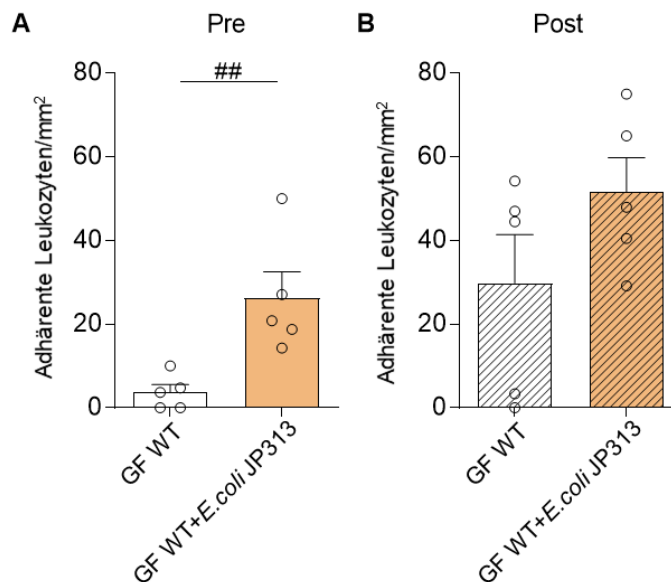 A
Pre
##
Adhärente Leukozyten/mm²
80
60
40
20
0
GF WT
GF WT+E.coli JP313
B
Post
Adhärente Leukozyten/mm²
80
60
40
20
0
GF WT
GF WT+E.coli JP313